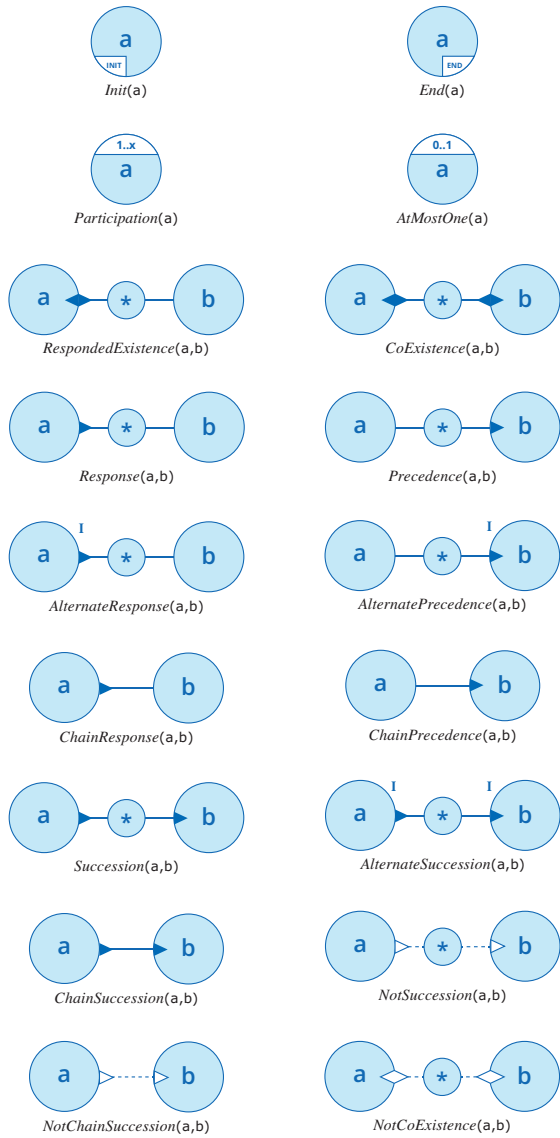 a a
INIT END
Init(a) End(a)
1..x 0..1
a a
Participation(a) AtMostOne(a)
a * b a * b
RespondedExistence(a,b) CoExistence(a,b)
a * b a * b
Response(a,b) Precedence(a,b)
I I
a * b a * b
AlternateResponse(a,b) AlternatePrecedence(a,b)
a b a b
ChainResponse(a,b) ChainPrecedence(a,b)
I I
a * b a * b
Succession(a,b) AlternateSuccession(a,b)
a b a * b
ChainSuccession(a,b) NotSuccession(a,b)
a b a * b
NotChainSuccession(a,b) NotCoExistence(a,b)